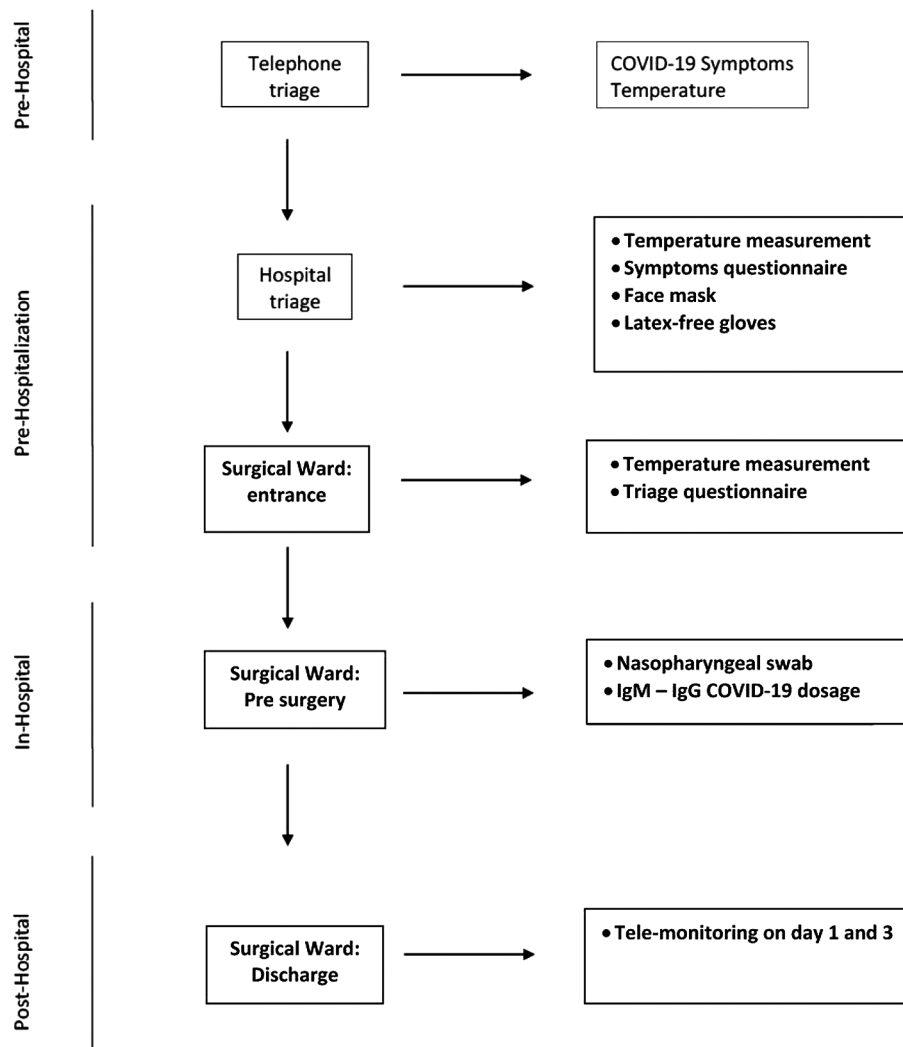 Pre-Hospital
Telephone
triage
COVID-19 Symptoms
Temperature
Pre-Hospitalization
Hospital
triage
• Temperature measurement
• Symptoms questionnaire
• Face mask
• Latex-free gloves
Surgical Ward:
entrance
• Temperature measurement
• Triage questionnaire
In-Hospital
Surgical Ward:
Pre surgery
• Nasopharyngeal swab
• IgM – IgG COVID-19 dosage
Post-Hospital
Surgical Ward:
Discharge
• Tele-monitoring on day 1 and 3